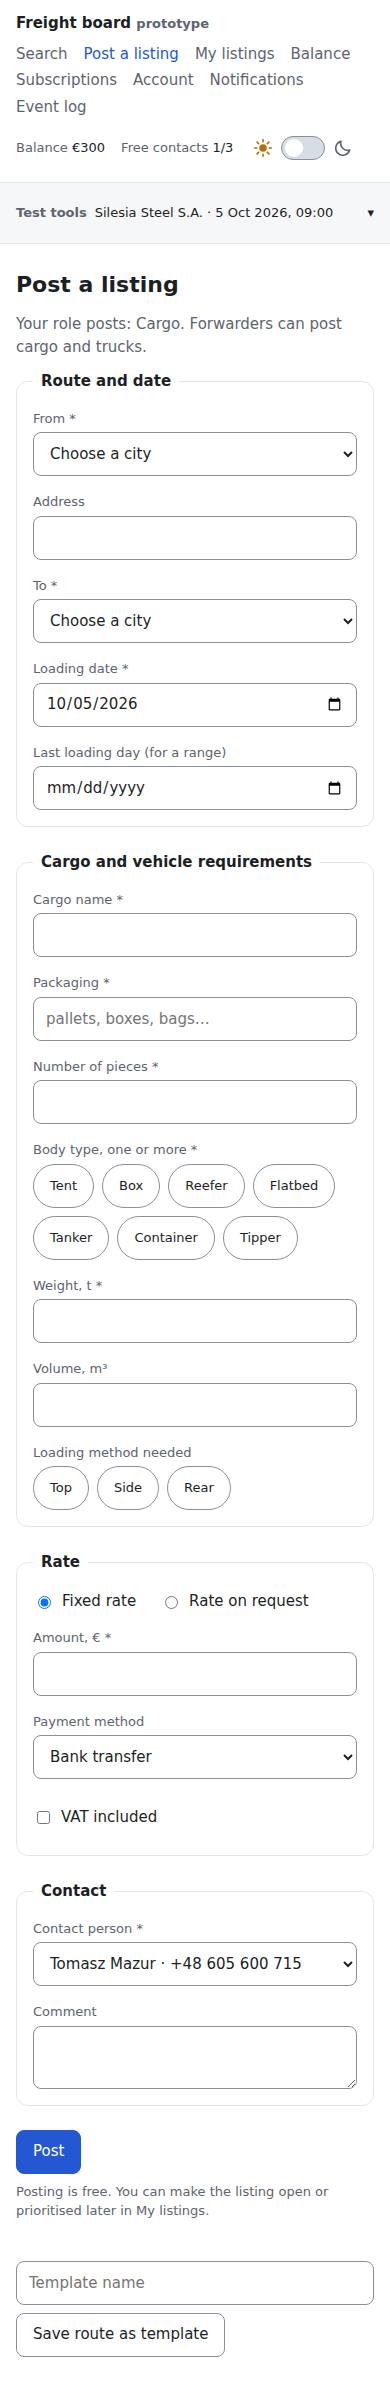 Freight board prototype
Search Post a listing My listings Balance
Subscriptions Account Notifications
Event log
Balance €300 Free contacts 1/3
Test tools Silesia Steel S.A. · 5 Oct 2026, 09:00 ▾
Post a listing
Your role posts: Cargo. Forwarders can post
cargo and trucks.
Route and date
From *
Choose a city
Address
To *
Choose a city
Loading date *
10/05/2026
Last loading day (for a range)
mm/dd/yyyy
Cargo and vehicle requirements
Cargo name *
Packaging *
pallets, boxes, bags...
Number of pieces *
Body type, one or more *
Tent Box Reefer Flatbed
Tanker Container Tipper
Weight, t *
Volume, m³
Loading method needed
Top Side Rear
Rate
Fixed rate Rate on request
Amount, € *
Payment method
Bank transfer
VAT included
Contact
Contact person *
Tomasz Mazur · +48 605 600 715
Comment
Post
Posting is free. You can make the listing open or
prioritised later in My listings.
Template name
Save route as template